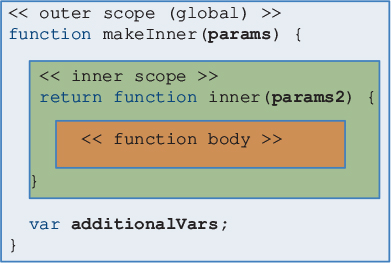 << outer scope (global) >>
function makeInner(params) {
<< inner scope >>
return function inner(params2) {
<< function body >>
}
var additionalVars;
}